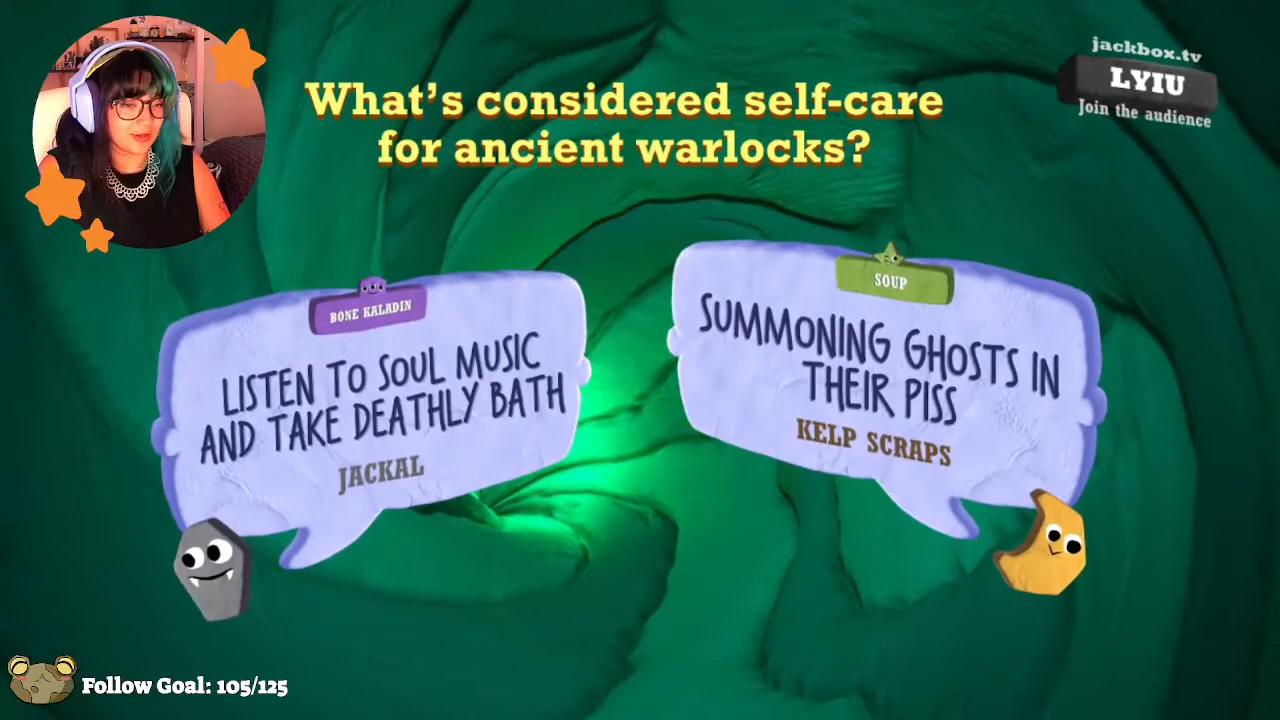 What's considered self-care
for ancient warlocks?
jackbox.tv
LYIU
Join the audience
BONE KALADIN
LISTEN TO SOUL MUSIC
AND TAKE DEATHLY BATH
JACKAL
SOUP
SUMMONING GHOSTS IN
THEIR PISS
KELP SCRAPS
Follow Goal: 105/125